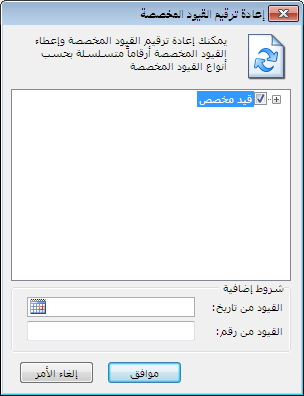 إعادة ترقيم القيود المخصصة
يمكنك إعادة ترقيم القيود المخصصة وإعطاء
القيود المخصصة أرقاماً متسلسلة بحسب
أنواع القيود المخصصة
قيد مخصص
شروط إضافية
القيود من تاريخ:
القيود من رقم:
موافق
إلغاء الأمر